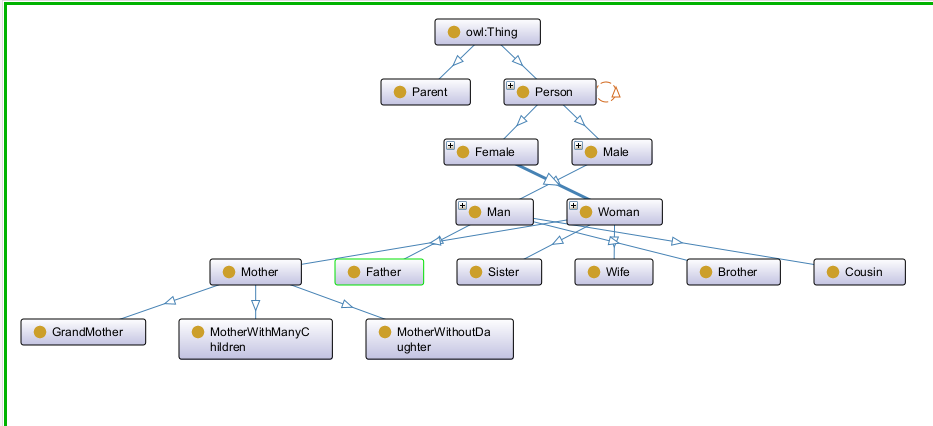 owl:Thing
Parent
Person
Female
Male
Man
Woman
Mother
Father
Sister
Wife
Brother
Cousin
GrandMother
MotherWithManyC
hildren
MotherWithoutDa
ughter